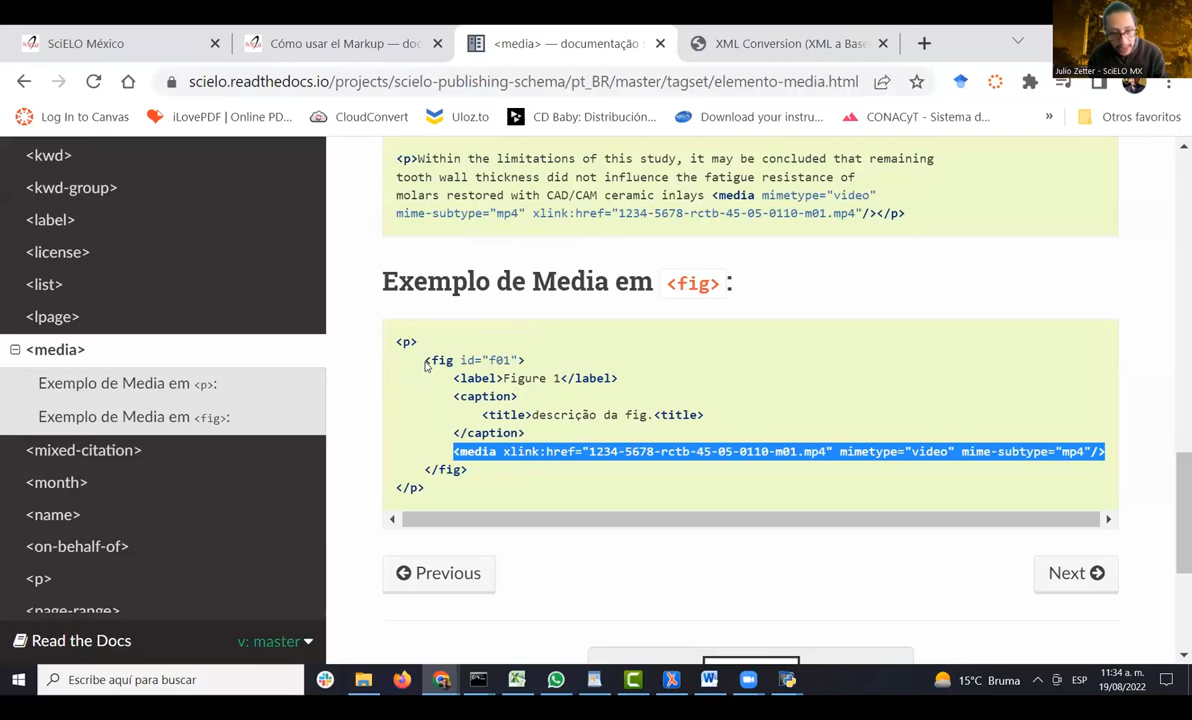 SciELO México
Cómo usar el Markup — doc
<media> — documentação
XML Conversion (XML a Base
scielo.readthedocs.io/projects/scielo-publishing-schema/pt_BR/master/tagset/elemento-media.html
Julio Zetter - SciELO MX
Log In to Canvas
iLovePDF | Online PD...
CloudConvert
Uloz.to
CD Baby: Distribución...
Download your instru...
CONACyT - Sistema d...
»
Otros favoritos
<kwd>
<kwd-group>
<label>
<license>
<list>
<lpage>
<media>
Exemplo de Media em <p>:
Exemplo de Media em <fig>:
<mixed-citation>
<month>
<name>
<on-behalf-of>
<p>
<page-range>
Read the Docs
v: master
<p>Within the limitations of this study, it may be concluded that remaining
tooth wall thickness did not influence the fatigue resistance of
molars restored with CAD/CAM ceramic inlays <media mimetype="video"
mime-subtype="mp4" xlink:href="1234-5678-rctb-45-05-0110-m01.mp4"/></p>
Exemplo de Media em <fig>:
<p>
<fig id="f01">
<label>Figure 1</label>
<caption>
<title>descrição da fig.<title>
</caption>
<media xlink:href="1234-5678-rctb-45-05-0110-m01.mp4" mimetype="video" mime-subtype="mp4"/>
</fig>
</p>
Previous
Next
Escribe aquí para buscar
15°C Bruma
ESP
11:34 a. m.
19/08/2022